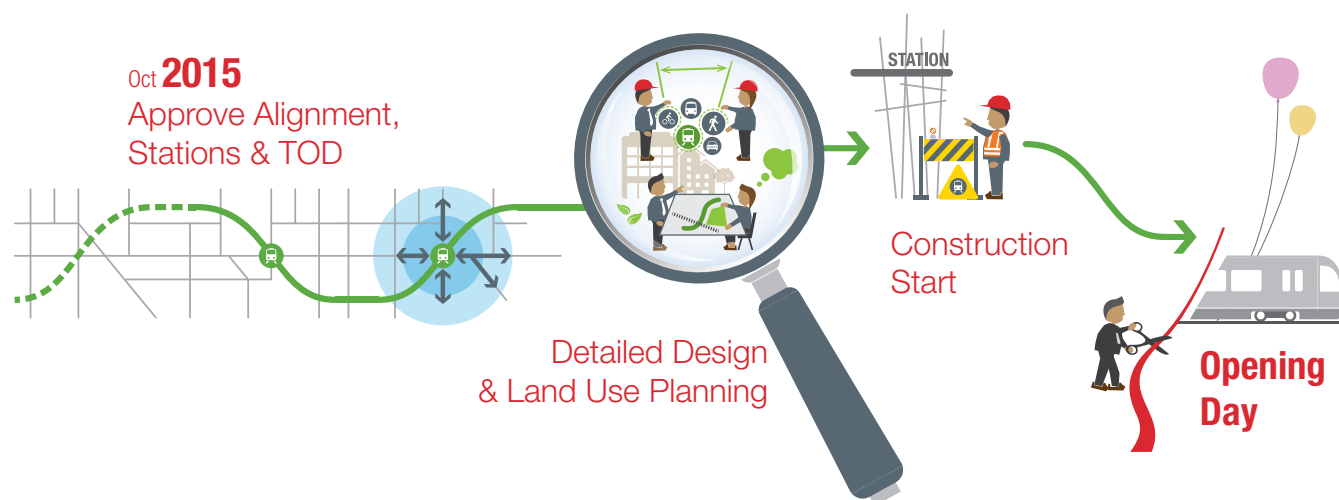 Oct 2015
Approve Alignment,
Stations & TOD
Detailed Design
& Land Use Planning
STATION
Construction
Start
Opening
Day